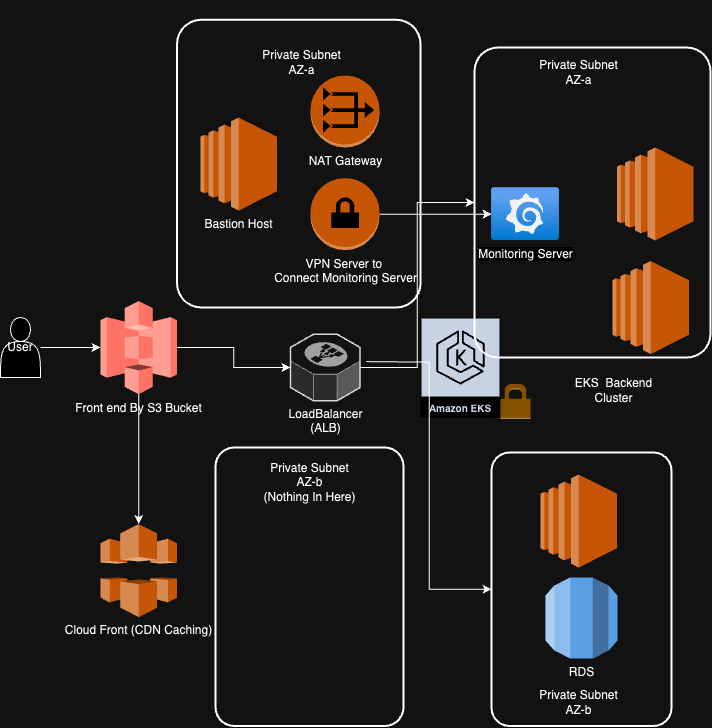 Private Subnet
AZ-a
NAT Gateway
Bastion Host
VPN Server to
Connect Monitoring Server
Private Subnet
AZ-a
Monitoring Server
User
Front end By S3 Bucket
LoadBalancer
(ALB)
K
Amazon EKS
EKS  Backend
Cluster
Private Subnet
AZ-b
(Nothing In Here)
Cloud Front (CDN Caching)
RDS
Private Subnet
AZ-b